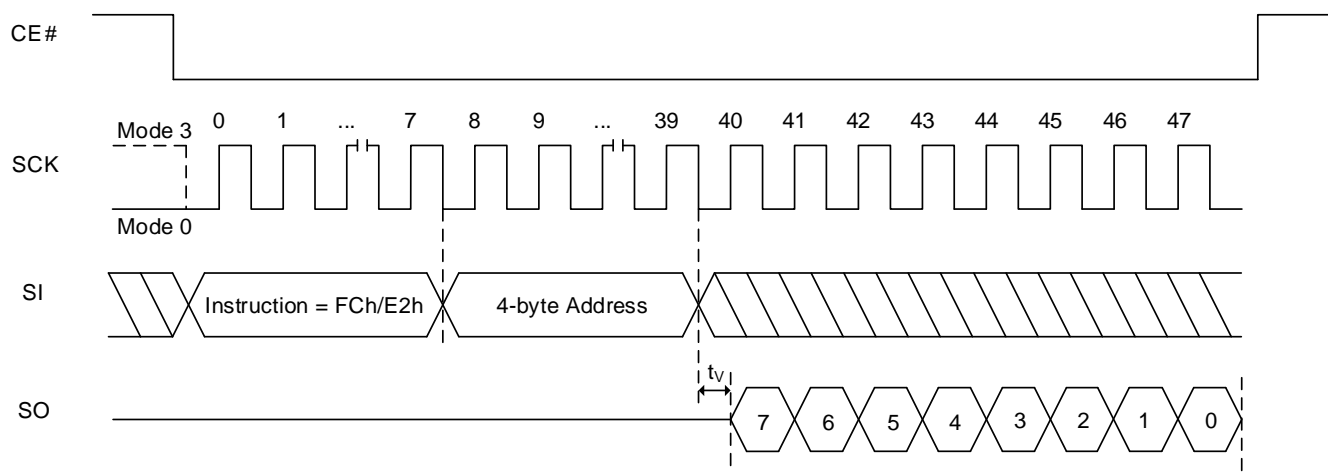 CE#
0 1 ... 7 8 9 ... 39 40 41 42 43 44 45 46 47
Mode 3
SCK
Mode 0
SI
Instruction = FCh/E2h
4-byte Address
tV
SO
7 6 5 4 3 2 1 0